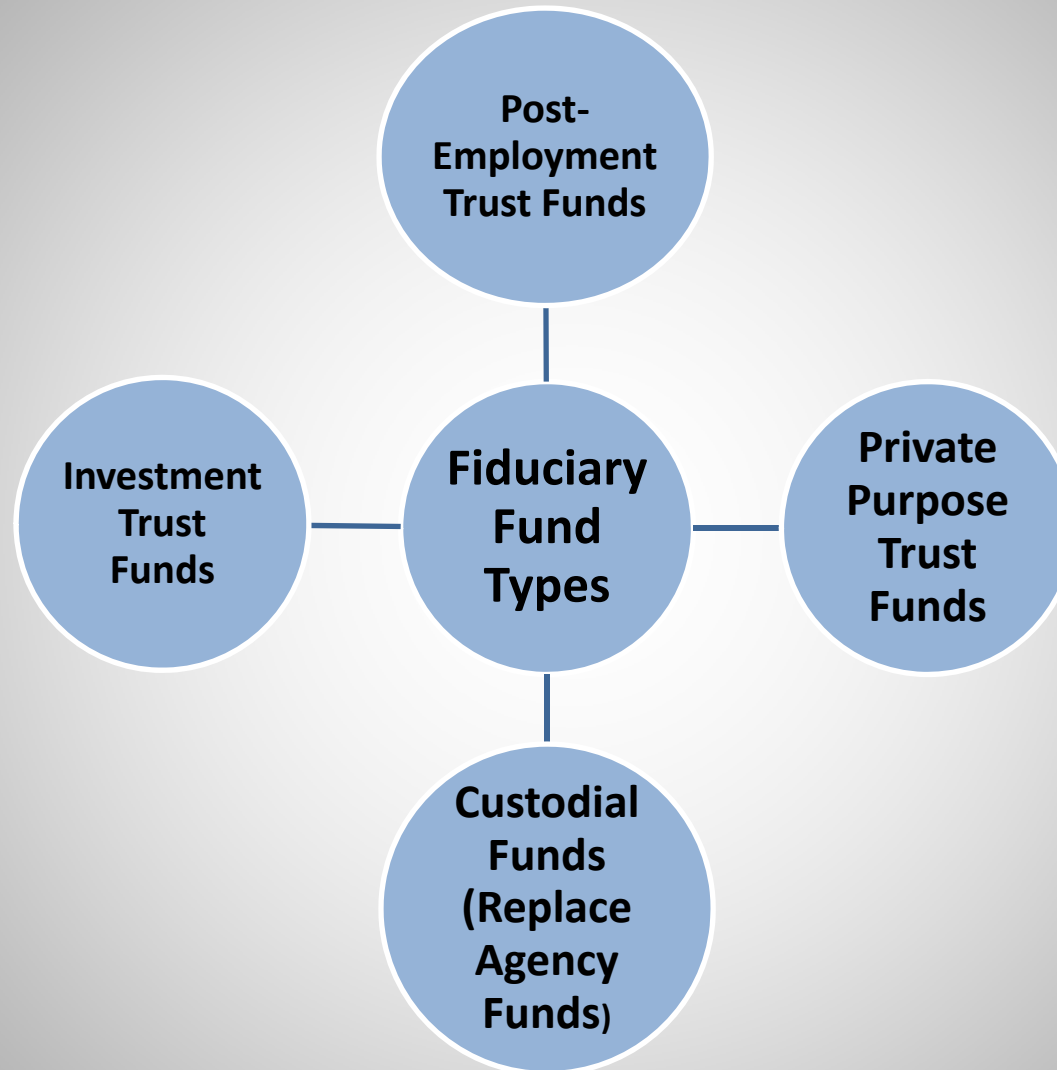 Post-
Employment
Trust Funds
Investment
Trust
Funds
Fiduciary
Fund
Types
Private
Purpose
Trust
Funds
Custodial
Funds
(Replace
Agency
Funds)